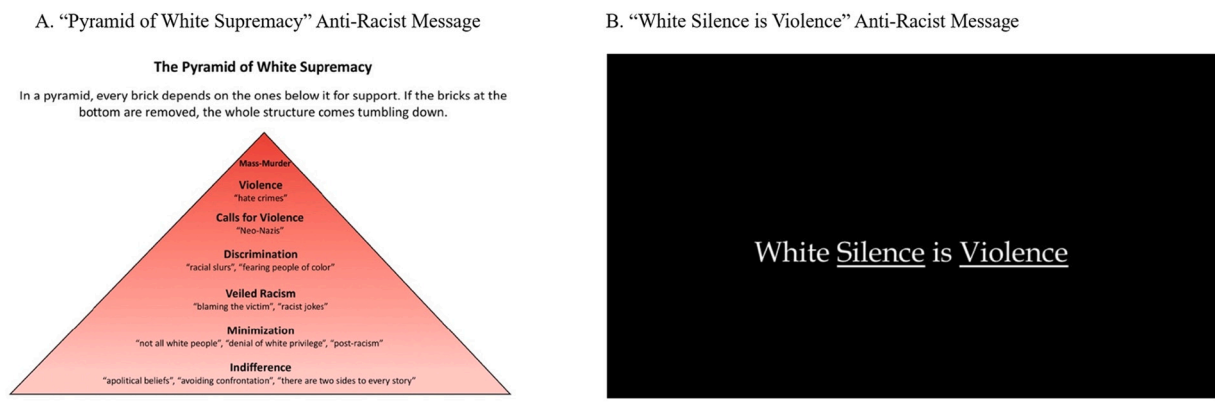 A. “Pyramid of White Supremacy” Anti-Racist Message
The Pyramid of White Supremacy
In a pyramid, every brick depends on the ones below it for support. If the bricks at the
bottom are removed, the whole structure comes tumbling down.
Mass-Murder
Violence
“hate crimes”
Calls for Violence
“Neo-Nazis”
Discrimination
“racial slurs”, “fearing people of color”
Veiled Racism
“blaming the victim”, “racist jokes”
Minimization
“not all white people”, “denial of white privilege”, “post-racism”
Indifference
“apolitical beliefs”, “avoiding confrontation”, “there are two sides to every story”
B. “White Silence is Violence” Anti-Racist Message
White Silence is Violence